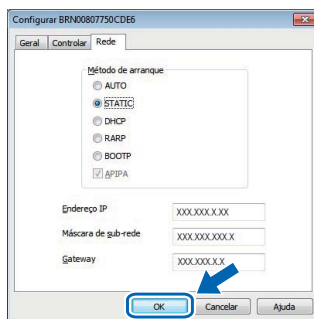 Configurar BRN00807750CDE6
Geral Controlar Rede
Método de arranque
AUTO
STATIC
DHCP
RARP
BOOTP
APIPA
Endereço IP XXX.XXX.X.XX
Máscara de sub-rede XXX.XXX.XXX.X
Gateway XXX.XXX.X.X
OK Cancelar Ajuda